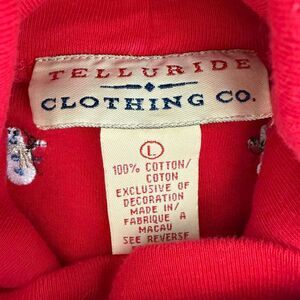 TELLURIDE
CLOTHING CO.
L
100% COTTON/
COTON
EXCLUSIVE OF
DECORATION
MADE IN/
FABRIQUE A
MACAU
SEE REVERSE